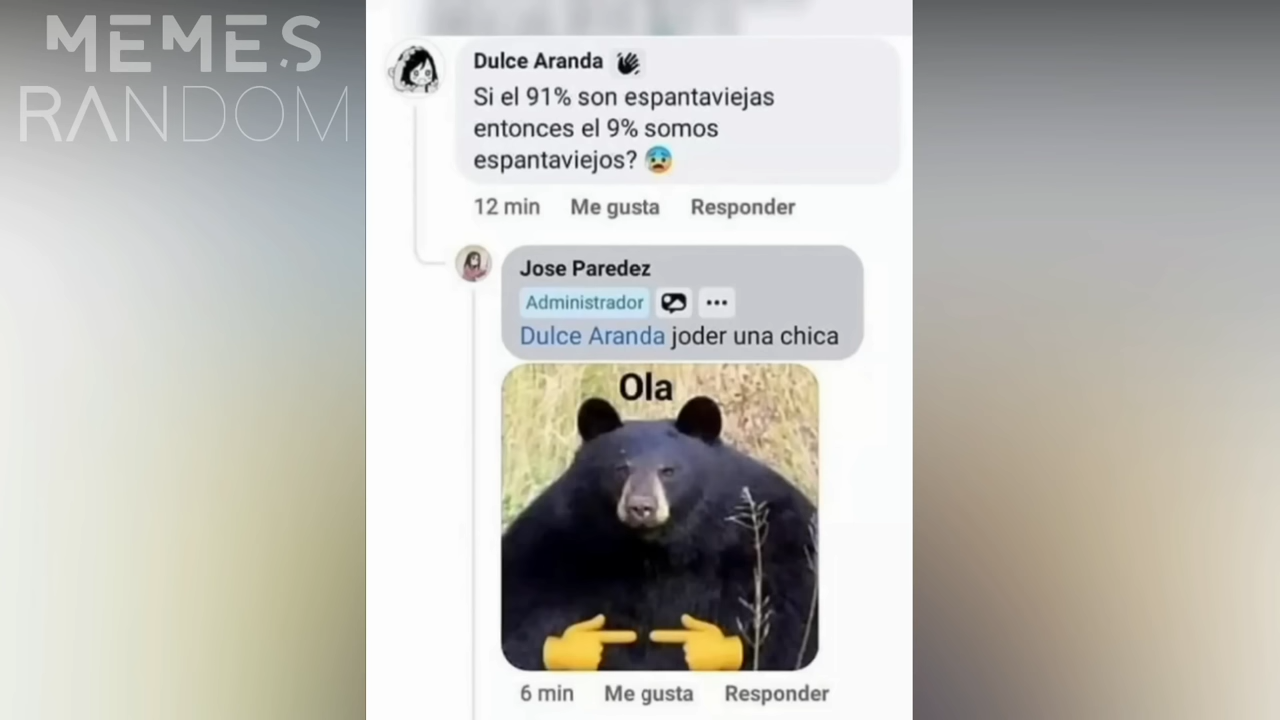 MEMES
RANDOM
Dulce Aranda
Si el 91% son espantaviejas
entonces el 9% somos
espantaviejos? 😰
12 min Me gusta Responder
Jose Paredez
Administrador
Dulce Aranda joder una chica
Ola
6 min Me gusta Responder